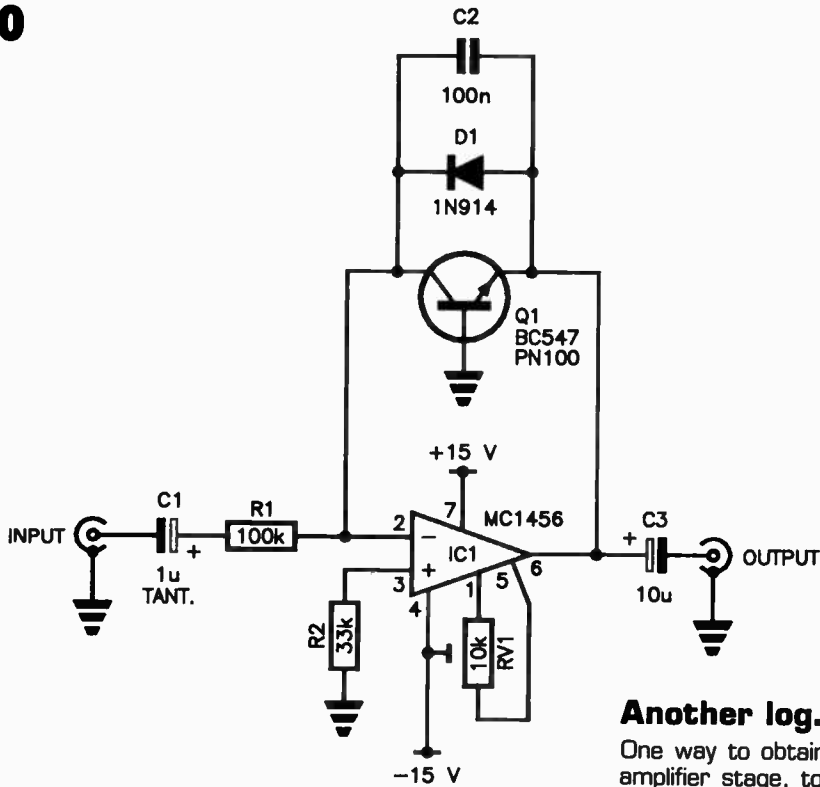 0
C2
100n
D1
1N914
Q1
BC547
PN100
+15 V
7
MC1456
C1
R1
C3
INPUT
100k
2
−
IC1
6
+
OUTPUT
+
1u
TANT.
3
+
4
1
5
10u
R2
33k
10k
RV1
−15 V
Another log.
One way to obtain
amplifier stage, to